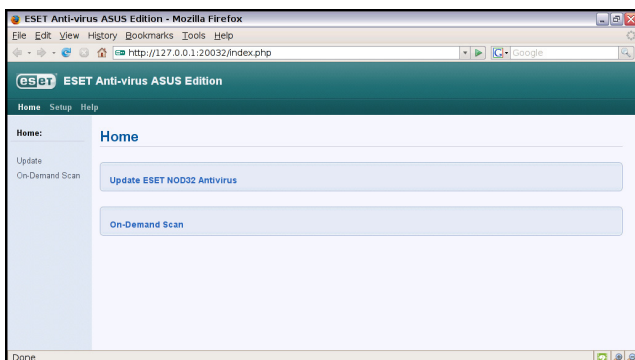 ESET Anti-virus ASUS Edition - Mozilla Firefox
File Edit View History Bookmarks Tools Help
http://127.0.0.1:20032/index.php
Google
eset ESET Anti-virus ASUS Edition
Home Setup Help
Home:
Update
On-Demand Scan
Home
Update ESET NOD32 Antivirus
On-Demand Scan
Done